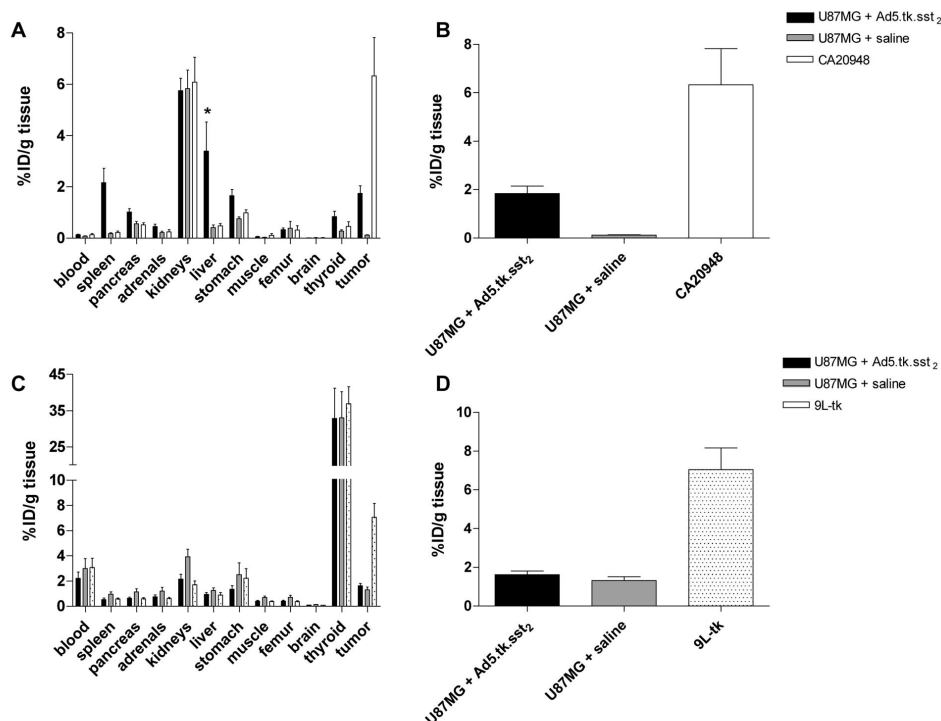 A
%ID/g tissue
8
6
4
2
0
*
blood
spleen
pancreas
adrenals
kidneys
liver
stomach
muscle
femur
brain
thyroid
tumor
B
%ID/g tissue
8
6
4
2
0
U87MG + Ad5.tk.sst₂
U87MG + saline
CA20948
U87MG + Ad5.tk.sst₂
U87MG + saline
CA20948
C
%ID/g tissue
45
35
25
15
10
8
6
4
2
0
blood
spleen
pancreas
adrenals
kidneys
liver
stomach
muscle
femur
brain
thyroid
tumor
D
%ID/g tissue
10
8
6
4
2
0
U87MG + Ad5.tk.sst₂
U87MG + saline
9L-tk
U87MG + Ad5.tk.sst₂
U87MG + saline
9L-tk